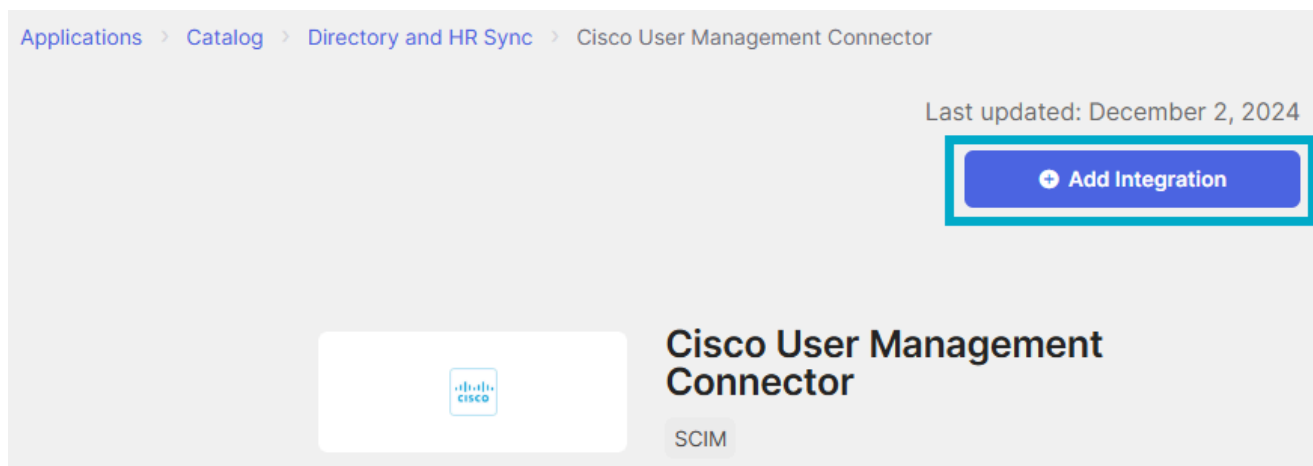 Applications > Catalog > Directory and HR Sync > Cisco User Management Connector
Last updated: December 2, 2024
Add Integration
Cisco User Management
Connector
CISCO
SCIM